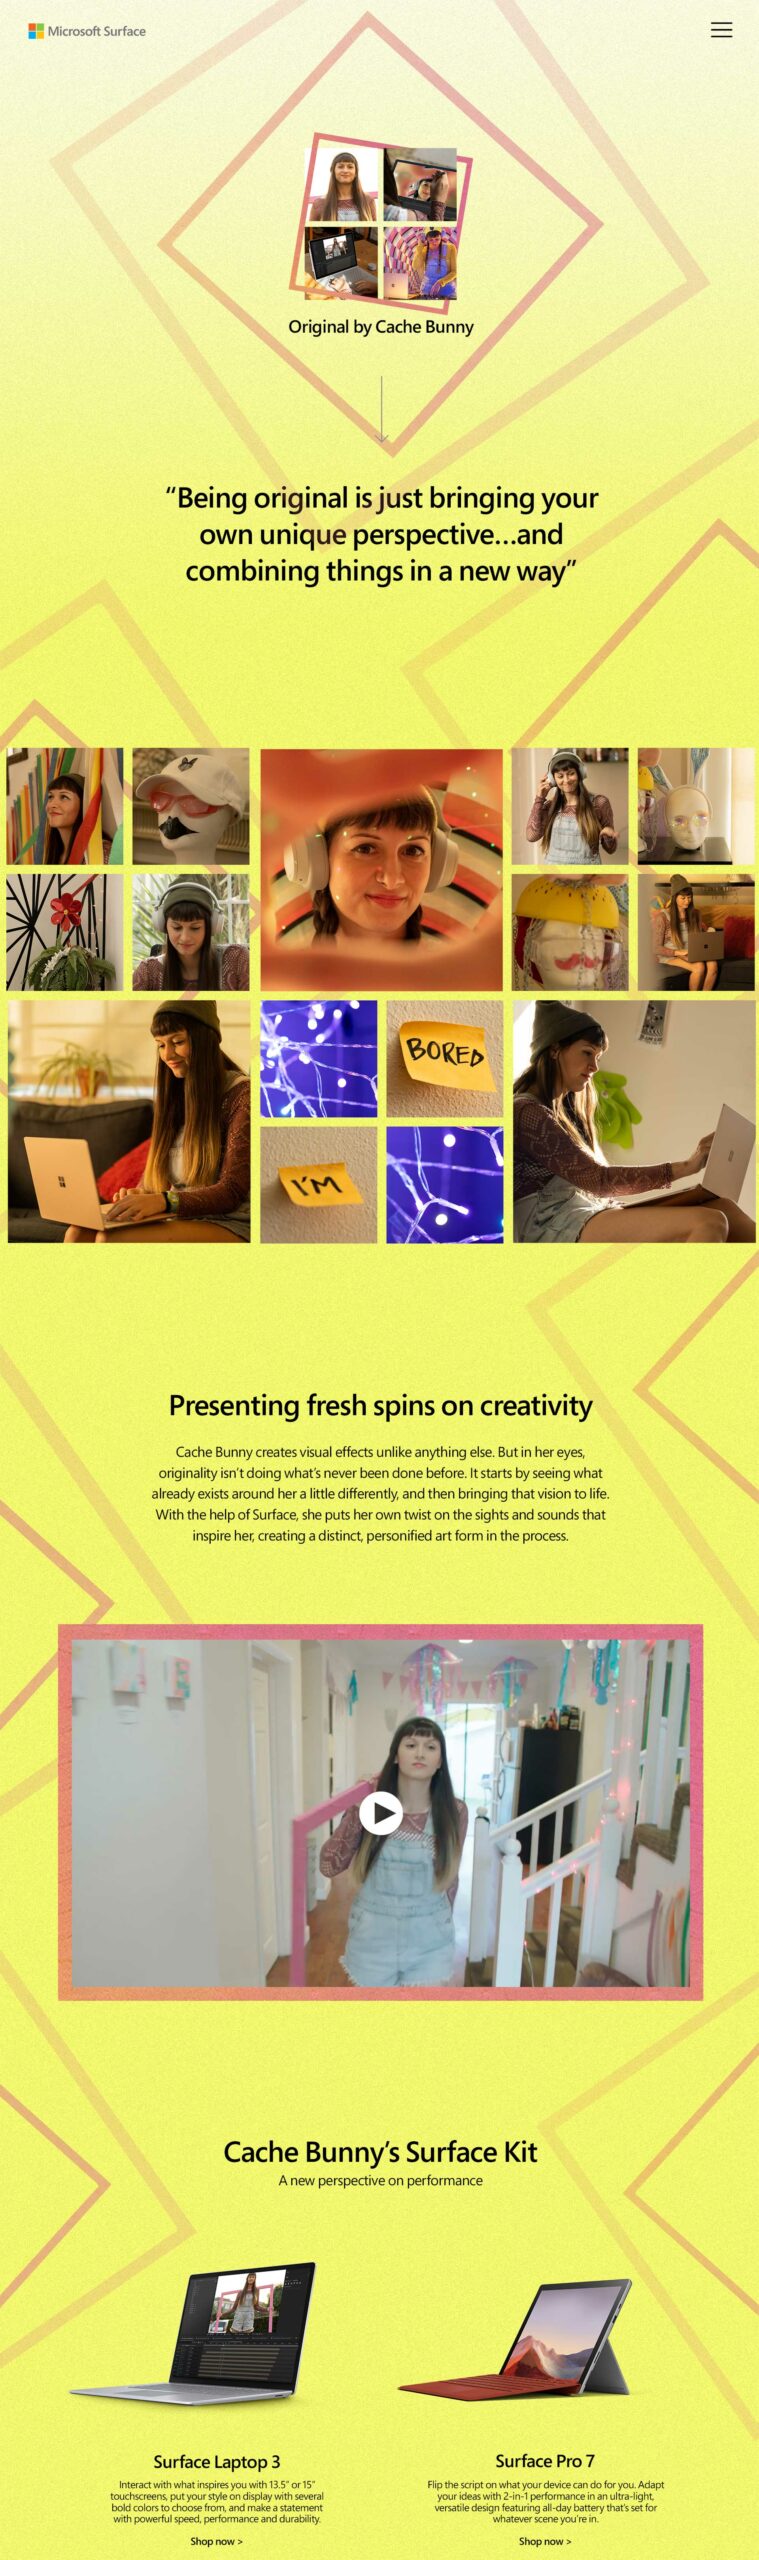 Microsoft Surface
Original by Cache Bunny
“Being original is just bringing your
own unique perspective…and
combining things in a new way”
BORED
I'M
Presenting fresh spins on creativity
Cache Bunny creates visual effects unlike anything else. But in her eyes,
originality isn’t doing what’s never been done before. It starts by seeing what
already exists around her a little differently, and then bringing that vision to life.
With the help of Surface, she puts her own twist on the sights and sounds that
inspire her, creating a distinct, personified art form in the process.
Cache Bunny’s Surface Kit
A new perspective on performance
Surface Laptop 3
Interact with what inspires you with 13.5” or 15”
touchscreens, put your style on display with several
bold colors to choose from, and make a statement
with powerful speed, performance and durability.
Shop now >
Surface Pro 7
Flip the script on what your device can do for you. Adapt
your ideas with 2-in-1 performance in an ultra-light,
versatile design featuring all-day battery that’s set for
whatever scene you’re in.
Shop now >